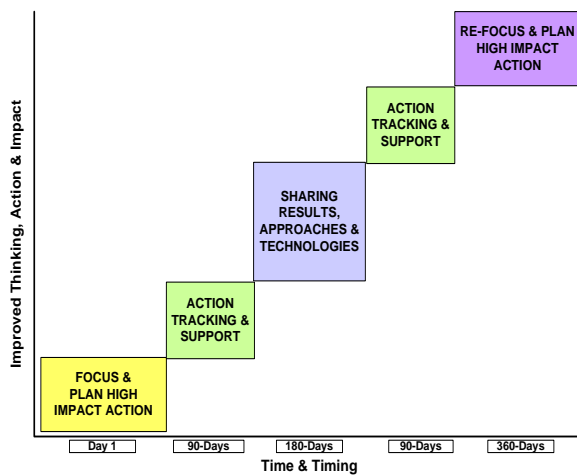 RE-FOCUS & PLAN
HIGH IMPACT
ACTION
ACTION
TRACKING &
SUPPORT
SHARING
RESULTS,
APPROACHES &
TECHNOLOGIES
ACTION
TRACKING &
SUPPORT
FOCUS &
PLAN HIGH
IMPACT ACTION
Improved Thinking, Action & Impact
Day 1 90-Days 180-Days 90-Days 360-Days
Time & Timing